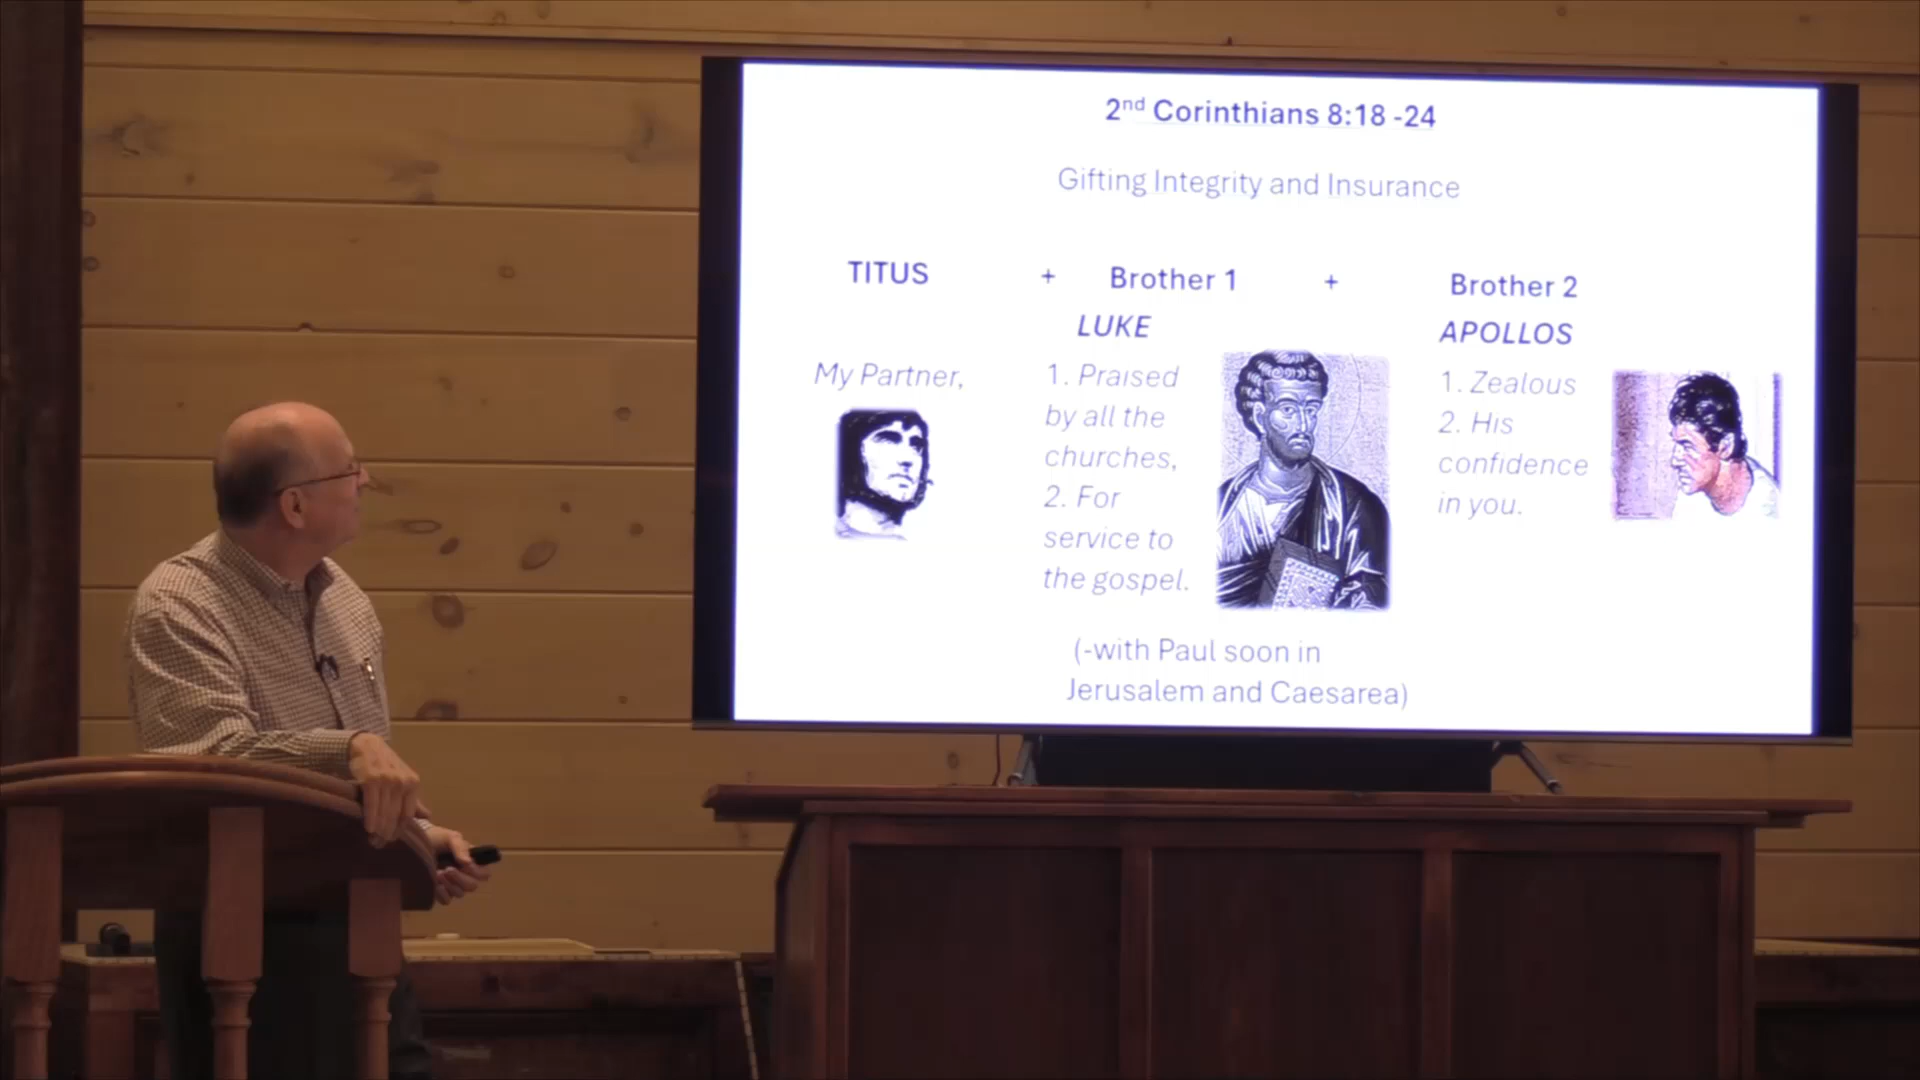 2nd Corinthians 8:18 -24
Gifting Integrity and Insurance
TITUS + Brother 1 + Brother 2
LUKE
APOLLOS
My Partner,
1. Praised
by all the
churches,
2. For
service to
the gospel.
1. Zealous
2. His
confidence
in you.
(-with Paul soon in
Jerusalem and Caesarea)